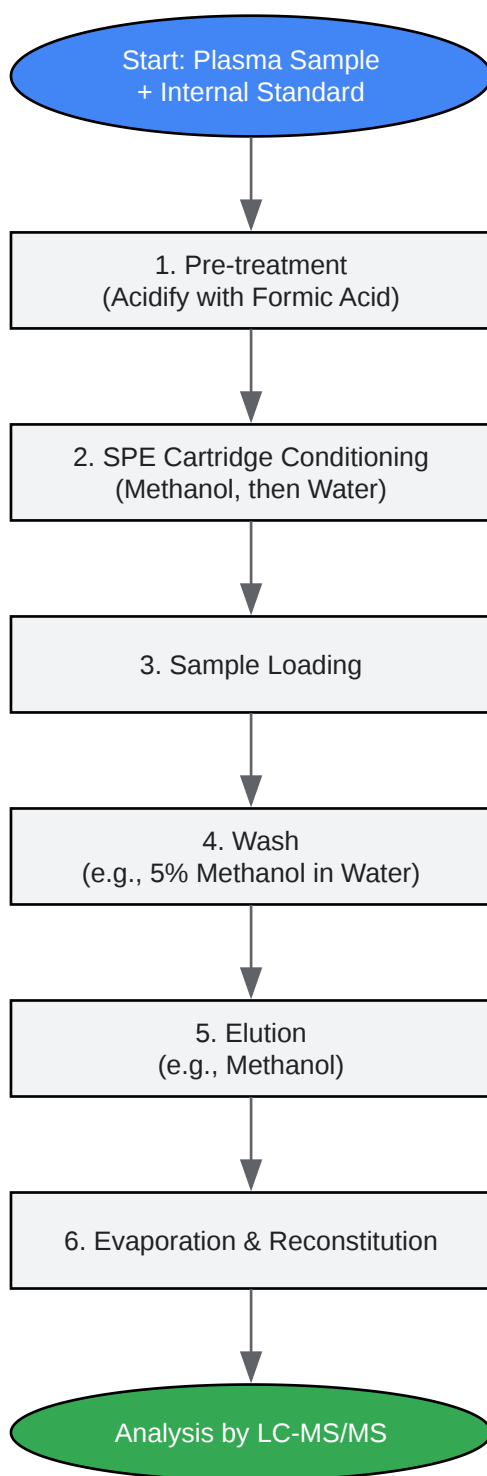 Start: Plasma Sample
+ Internal Standard
1. Pre-treatment
(Acidify with Formic Acid)
2. SPE Cartridge Conditioning
(Methanol, then Water)
3. Sample Loading
4. Wash
(e.g., 5% Methanol in Water)
5. Elution
(e.g., Methanol)
6. Evaporation & Reconstitution
Analysis by LC-MS/MS